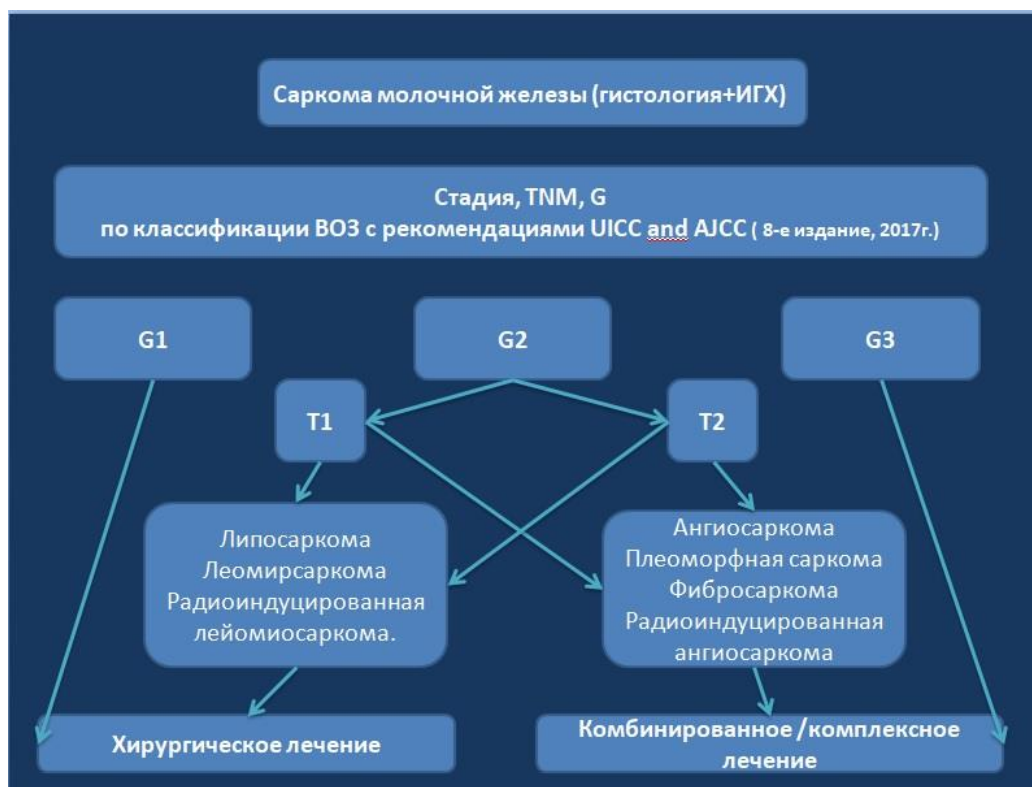 Саркома молочной железы (гистология+ИГХ)
Стадия, TNM, G
по классификации ВОЗ с рекомендациями UICC and AJCC ( 8-е издание, 2017г.)
G1
G2
G3
T1
T2
Липосаркома
Леомирсаркома
Радиоиндуцированная
лейомиосаркома.
Ангиосаркома
Плеоморфная саркома
Фибросаркома
Радиоиндуцированная
ангиосаркома
Хирургическое лечение
Комбинированное /комплексное
лечение